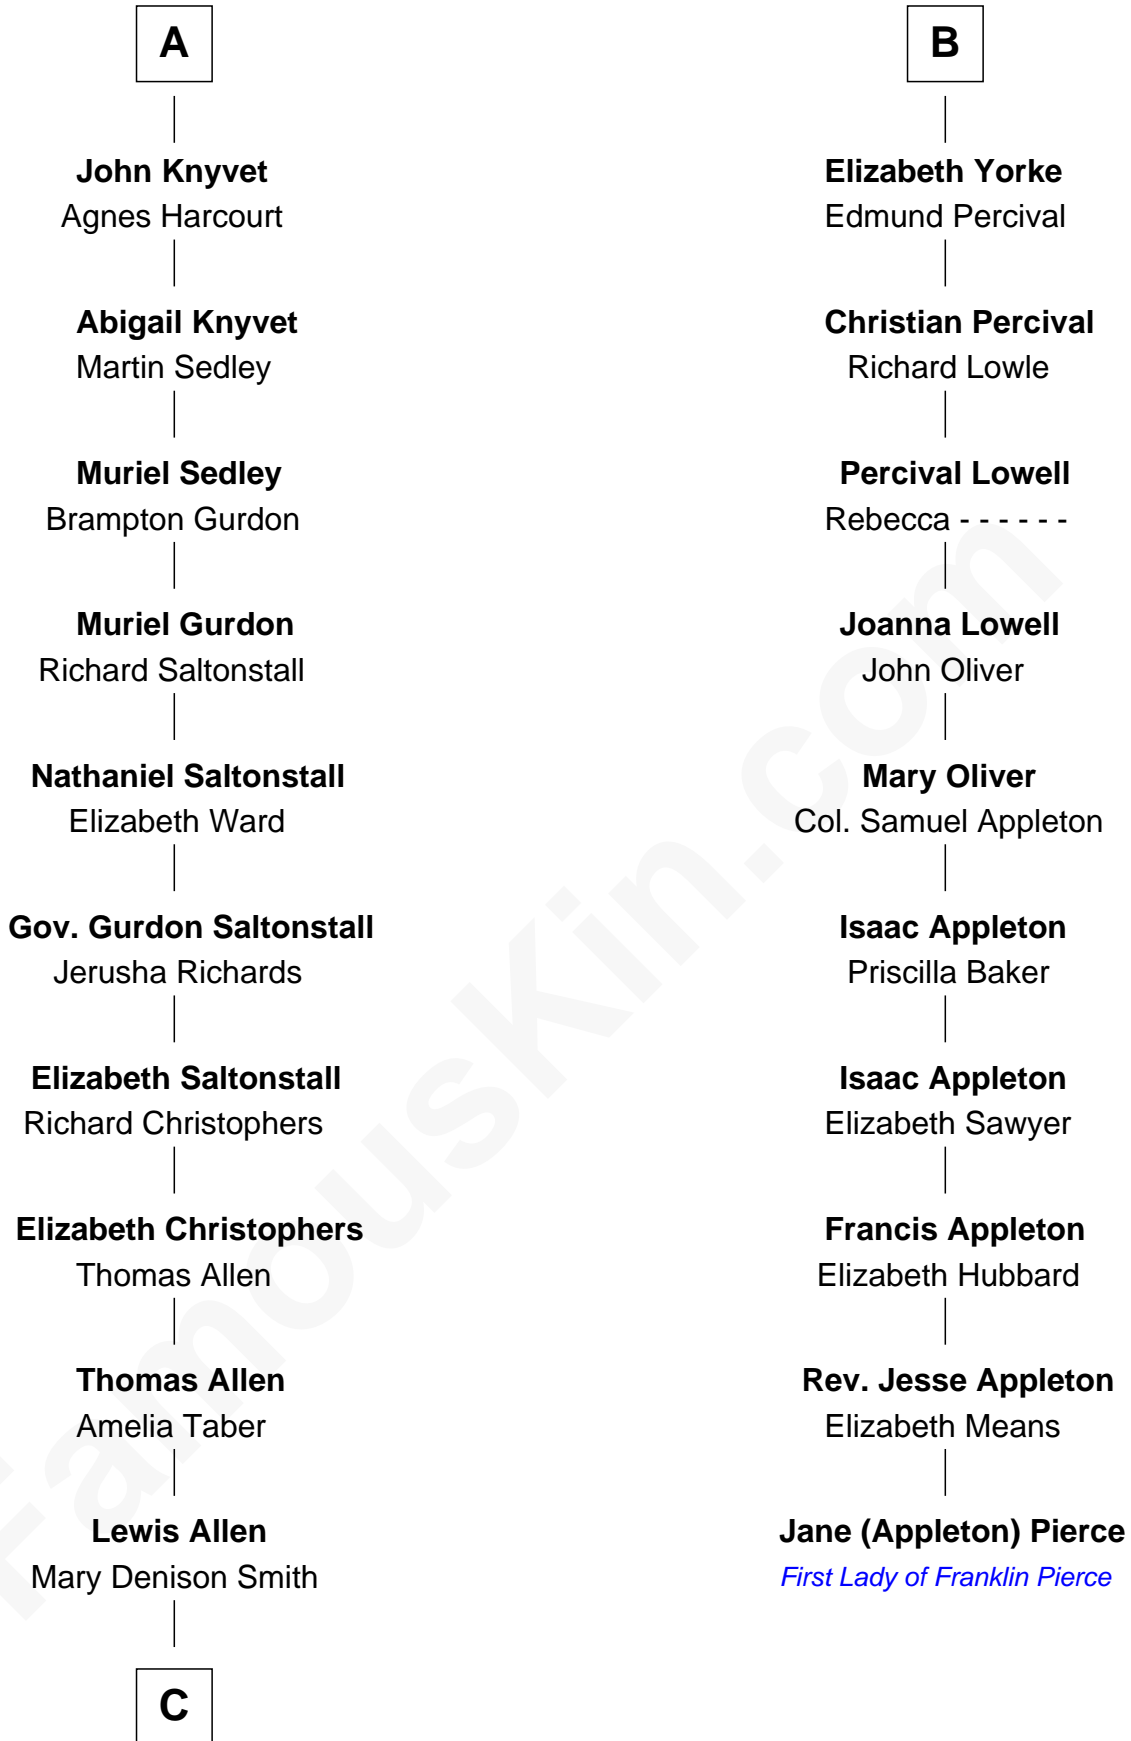 A
John Knyvet
Agnes Harcourt
Abigail Knyvet
Martin Sedley
Muriel Sedley
Brampton Gurdon
Muriel Gurdon
Richard Saltonstall
Nathaniel Saltonstall
Elizabeth Ward
Gov. Gurdon Saltonstall
Jerusha Richards
Elizabeth Saltonstall
Richard Christophers
Elizabeth Christophers
Thomas Allen
Thomas Allen
Amelia Taber
Lewis Allen
Mary Denison Smith
C
B
Elizabeth Yorke
Edmund Percival
Christian Percival
Richard Lowle
Percival Lowell
Rebecca - - - - - -
Joanna Lowell
John Oliver
Mary Oliver
Col. Samuel Appleton
Isaac Appleton
Priscilla Baker
Isaac Appleton
Elizabeth Sawyer
Francis Appleton
Elizabeth Hubbard
Rev. Jesse Appleton
Elizabeth Means
Jane (Appleton) Pierce
First Lady of Franklin Pierce
FamousKin.com